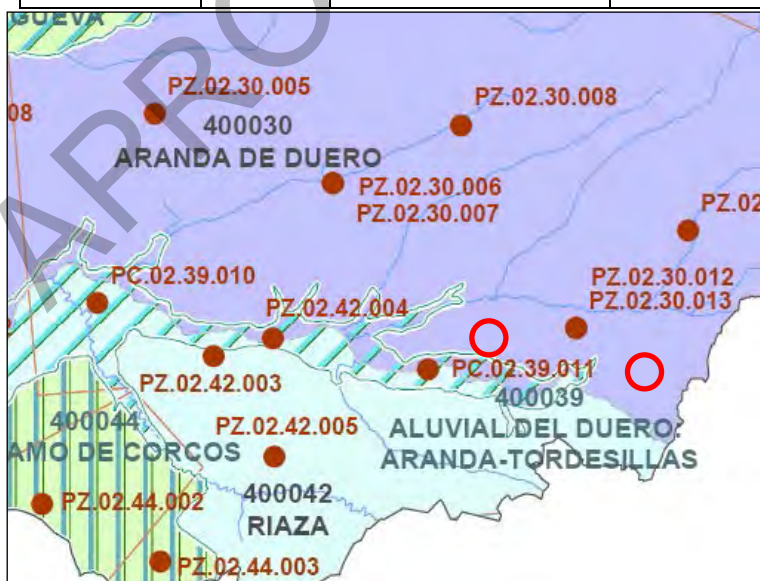 GUEVA
PZ.02.30.005
PZ.02.30.008
08
400030
ARANDA DE DUERO
PZ.02.30.006
PZ.02.30.007
PZ.02
PC.02.39.010
PZ.02.30.012
PZ.02.30.013
PZ.02.42.004
PZ.02.42.003
PC.02.39.011
400039
ALUVIAL DEL DUERO:
ARANDA-TORDESILLAS
400044
AMO DE CORCOS
PZ.02.42.005
PZ.02.44.002
400042
RIAZA
PZ.02.44.003
APRO